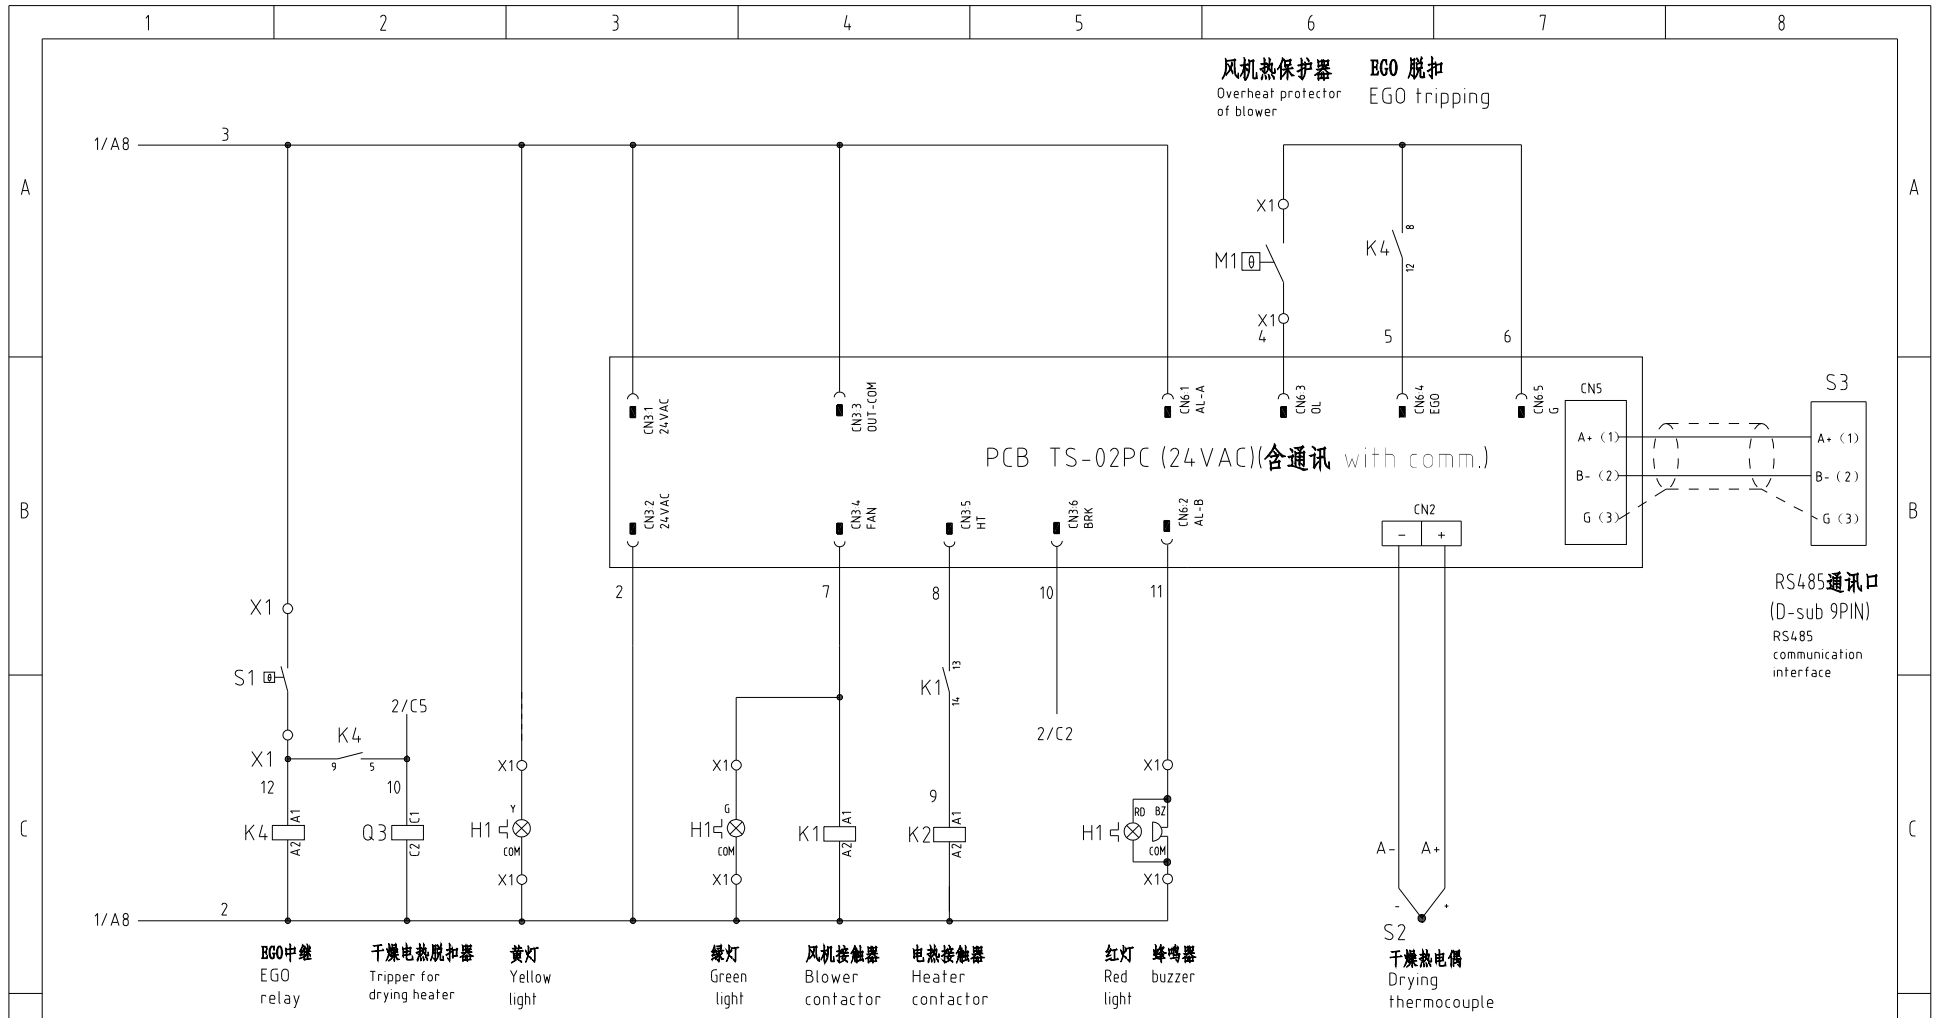 1 2 3 4 5 6 7 8
风机热保护器
Overheat protector
of blower
EGO 脱扣
EGO tripping
1/A8 3
A A
X1
M1 θ
X1
4
K4 8 12
5
6
B B
CN3:1
24VAC
CN3:3
OUT-COM
CN6:1
AL-A
CN6:3
OL
CN6:4
EGO
CN6:5
G
CN5
A+ (1)
B- (2)
G (3)
S3
A+ (1)
B- (2)
G (3)
PCB TS-02PC (24VAC)(含通讯 with comm.)
CN3:2
24VAC
CN3:4
FAN
CN3:5
HT
CN3:6
BRK
CN6:2
AL-B
CN2
- +
RS485通讯口
(D-sub 9PIN)
RS485
communication
interface
2 7 8 10 11
X1
S1 θ
X1
12
K4 9 5
2/C5
10
K1 13 14
9
2/C2
C C
K4 A1 A2
Q3 C1 C2
X1
H1 Y COM
X1
X1
H1 G COM
X1
K1 A1 A2
K2 A1 A2
X1
H1 RD BZ COM
X1
A- A+
- +
S2
1/A8 2
EGO中继
EGO
relay
干燥电热脱扣器
Tripper for
drying heater
黄灯
Yellow
light
绿灯
Green
light
风机接触器
Blower
contactor
电热接触器
Heater
contactor
红灯
Red
light
蜂鸣器
buzzer
干燥热电偶
Drying
thermocouple